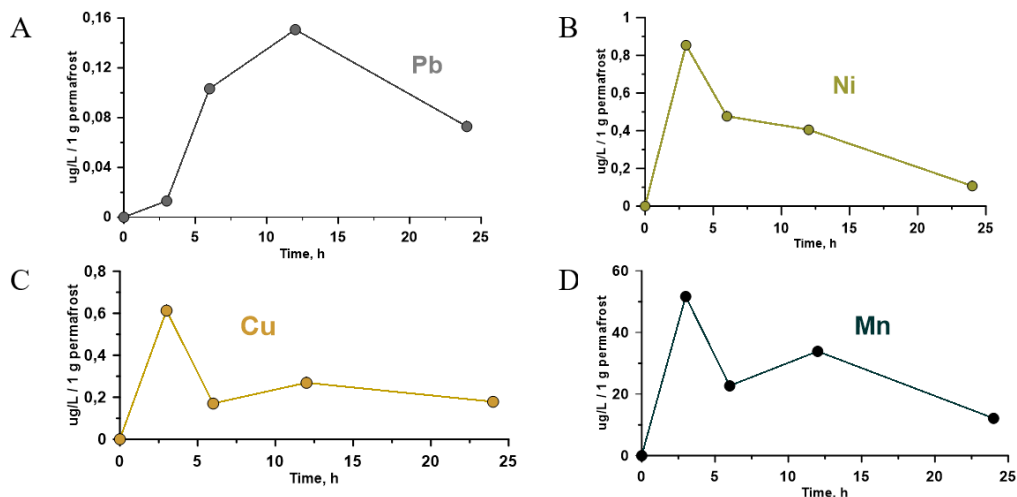 A
ug/L / 1 g permafrost
0,16
0,12
0,08
0,04
0
Pb
0 5 10 15 20 25
Time, h
B
ug/L / 1 g permafrost
1
0,8
0,6
0,4
0,2
0
Ni
0 5 10 15 20 25
Time, h
C
ug/L / 1 g permafrost
0,8
0,6
0,4
0,2
0
Cu
0 5 10 15 20 25
Time, h
D
ug/L / 1 g permafrost
60
40
20
0
Mn
0 5 10 15 20 25
Time, h